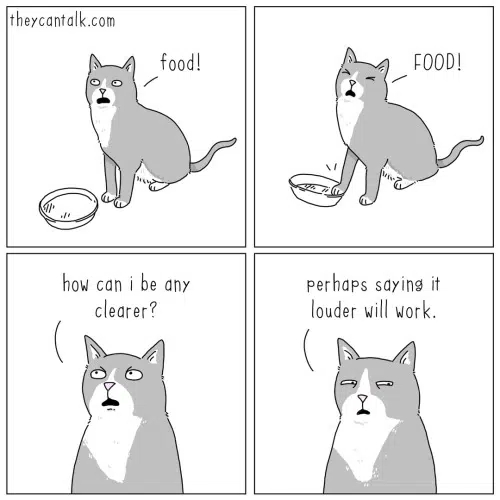 theycantalk.com
food!
FOOD!
how can i be any
clearer?
perhaps saying it
louder will work.